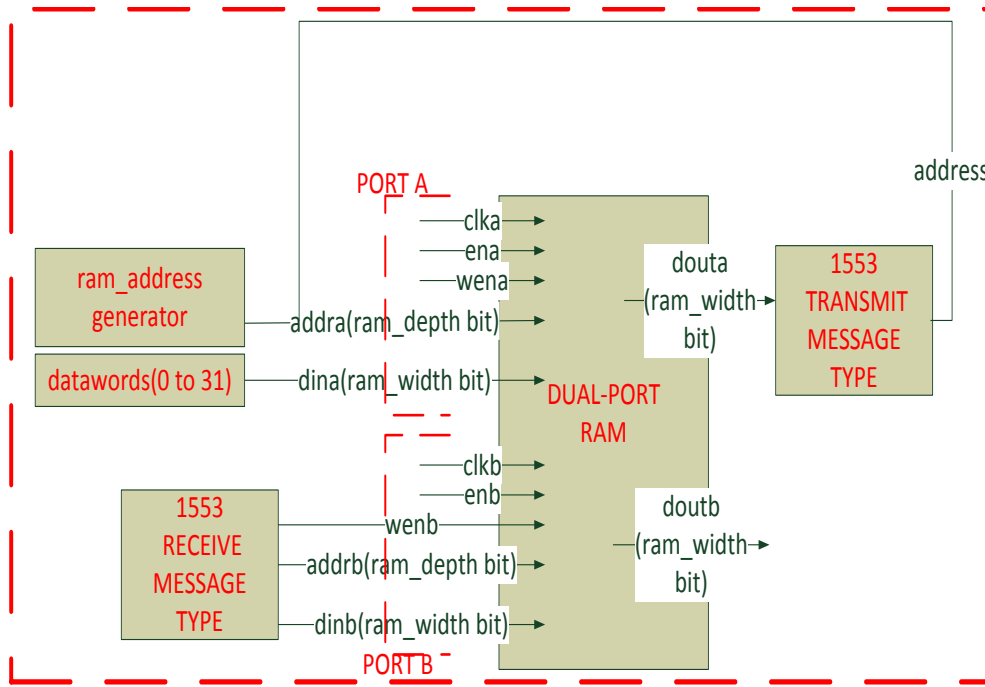 address
PORT A
clka
ena
wena
addra(ram_depth bit)
dina(ram_width bit)
ram_address
generator
datawords(0 to 31)
DUAL-PORT
RAM
douta
(ram_width
bit)
1553
TRANSMIT
MESSAGE
TYPE
clkb
enb
wenb
addrb(ram_depth bit)
dinb(ram_width bit)
PORT B
1553
RECEIVE
MESSAGE
TYPE
doutb
(ram_width
bit)